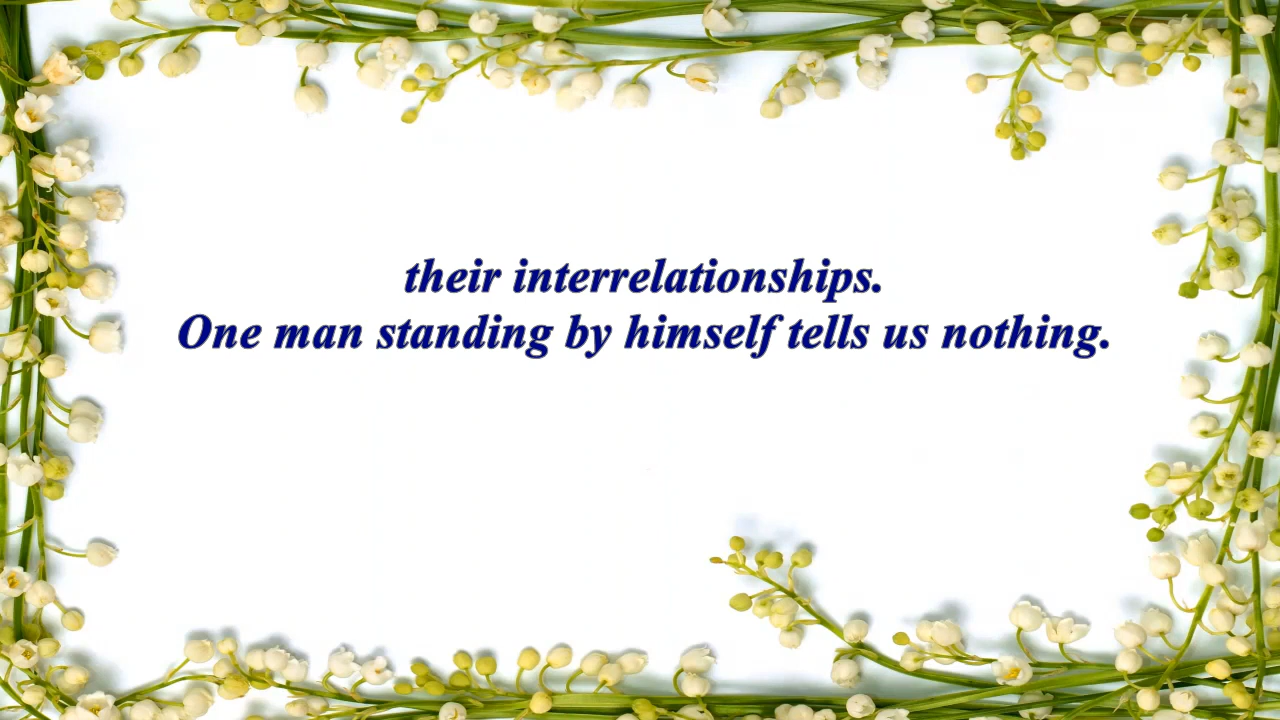 their interrelationships.
One man standing by himself tells us nothing.